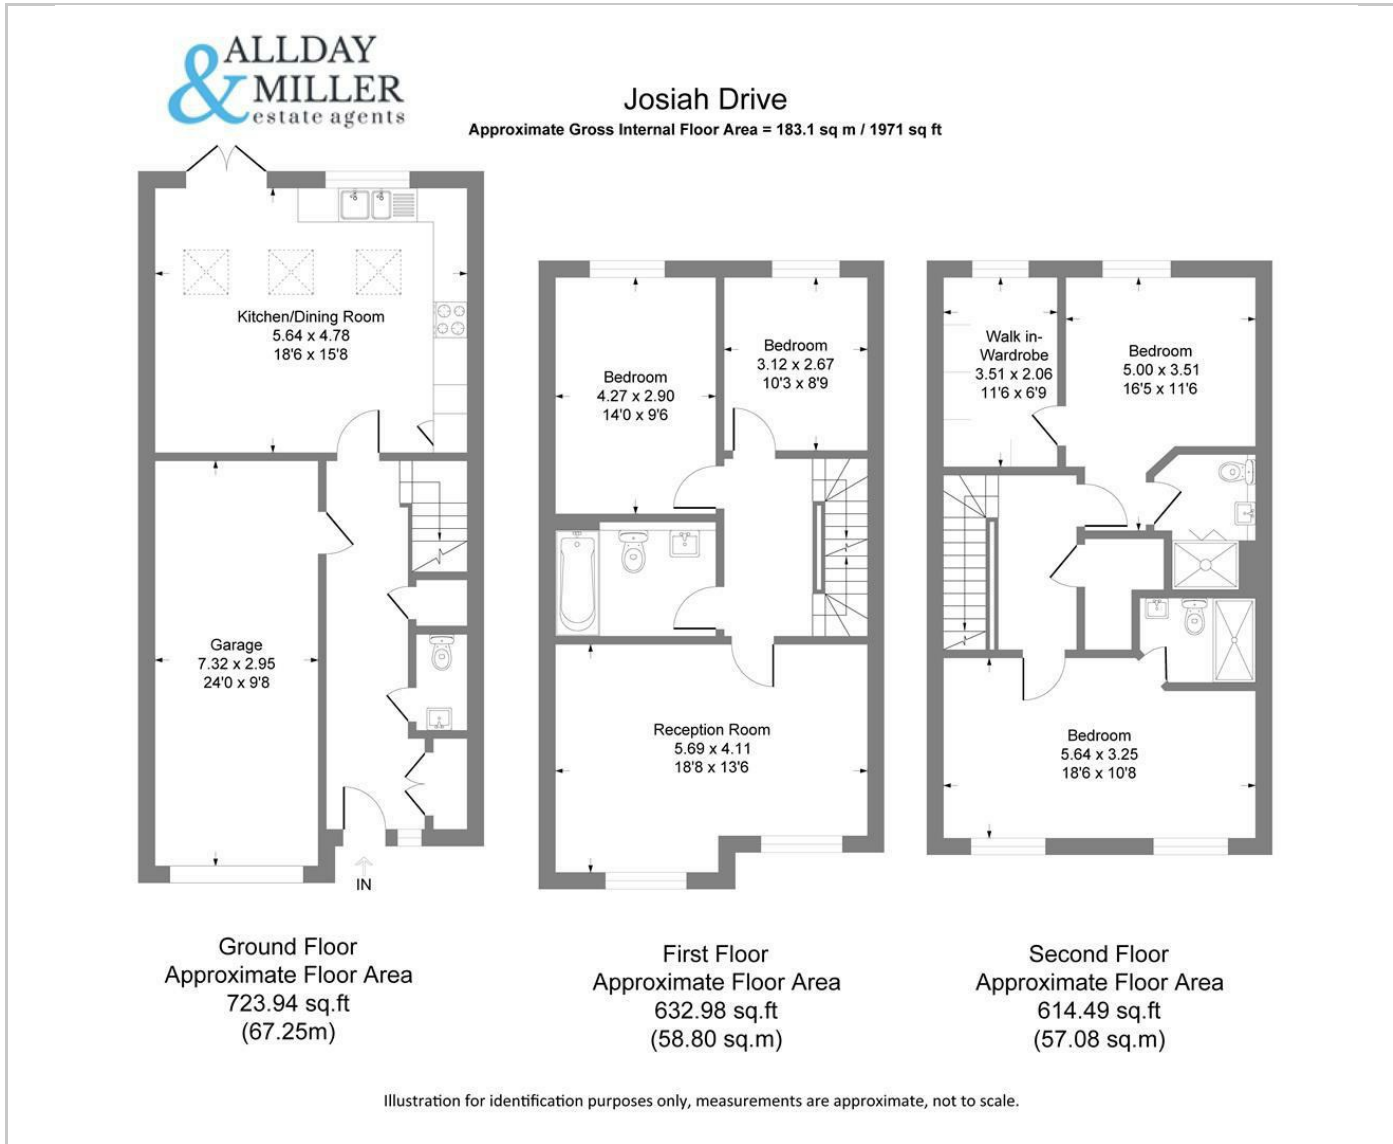 ALLDAY
& MILLER
estate agents
Josiah Drive
Approximate Gross Internal Floor Area = 183.1 sq m / 1971 sq ft
Kitchen/Dining Room
5.64 x 4.78
18'6 x 15'8
Garage
7.32 x 2.95
24'0 x 9'8
IN
Ground Floor
Approximate Floor Area
723.94 sq.ft
(67.25m)
Bedroom
4.27 x 2.90
14'0 x 9'6
Bedroom
3.12 x 2.67
10'3 x 8'9
Reception Room
5.69 x 4.11
18'8 x 13'6
First Floor
Approximate Floor Area
632.98 sq.ft
(58.80 sq.m)
Walk in-
Wardrobe
3.51 x 2.06
11'6 x 6'9
Bedroom
5.00 x 3.51
16'5 x 11'6
Bedroom
5.64 x 3.25
18'6 x 10'8
Second Floor
Approximate Floor Area
614.49 sq.ft
(57.08 sq.m)
Illustration for identification purposes only, measurements are approximate, not to scale.